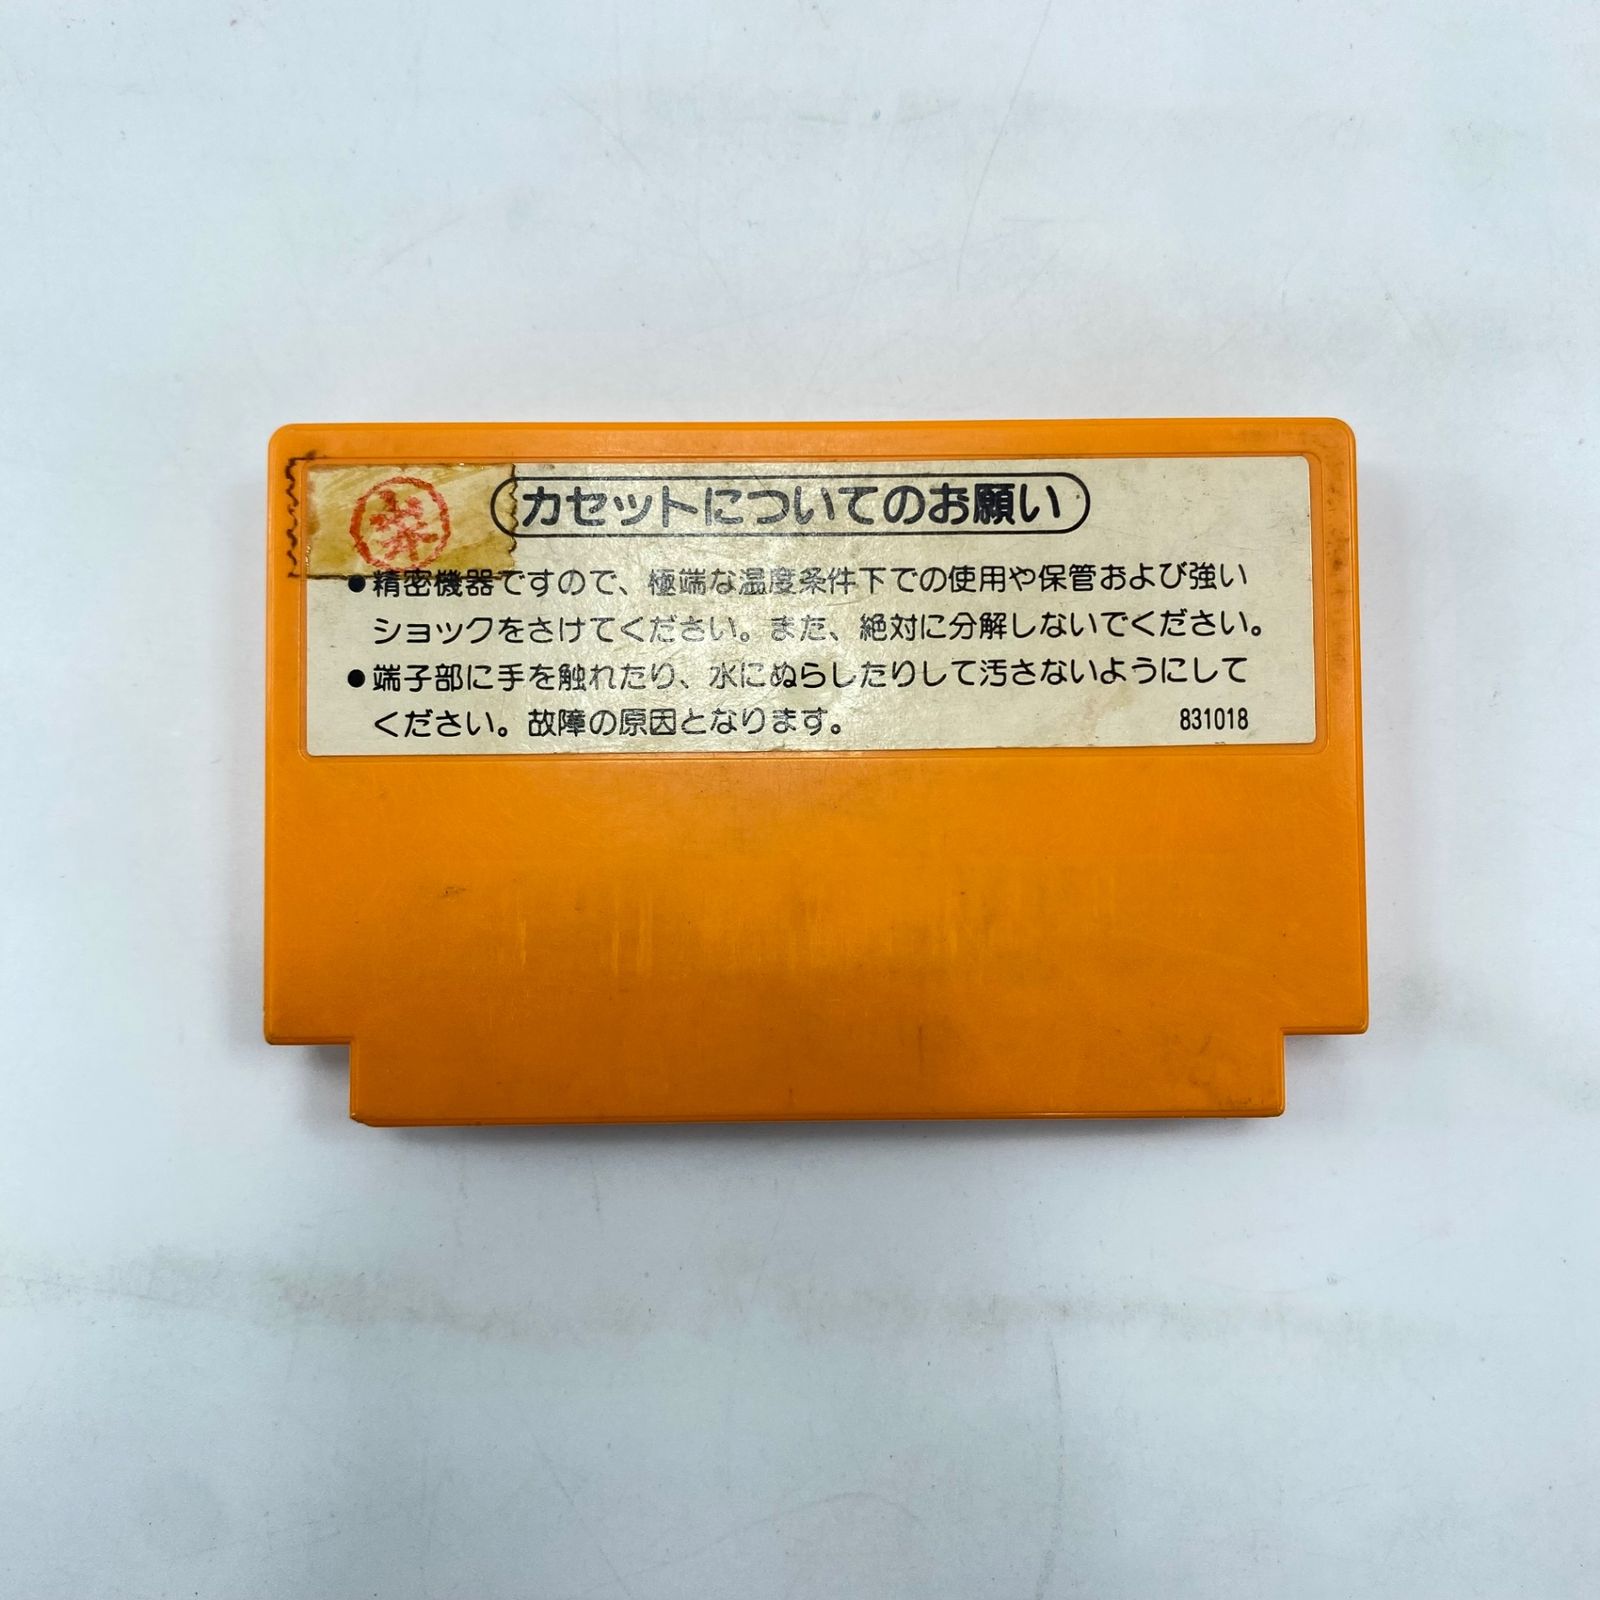 カセットについてのお願い
●精密機器ですので、極端な温度条件下での使用や保管および強い
ショックをさけてください。また、絶対に分解しないでください。
●端子部に手を触れたり、水にぬらしたりして汚さないようにして
ください。故障の原因となります。
831018